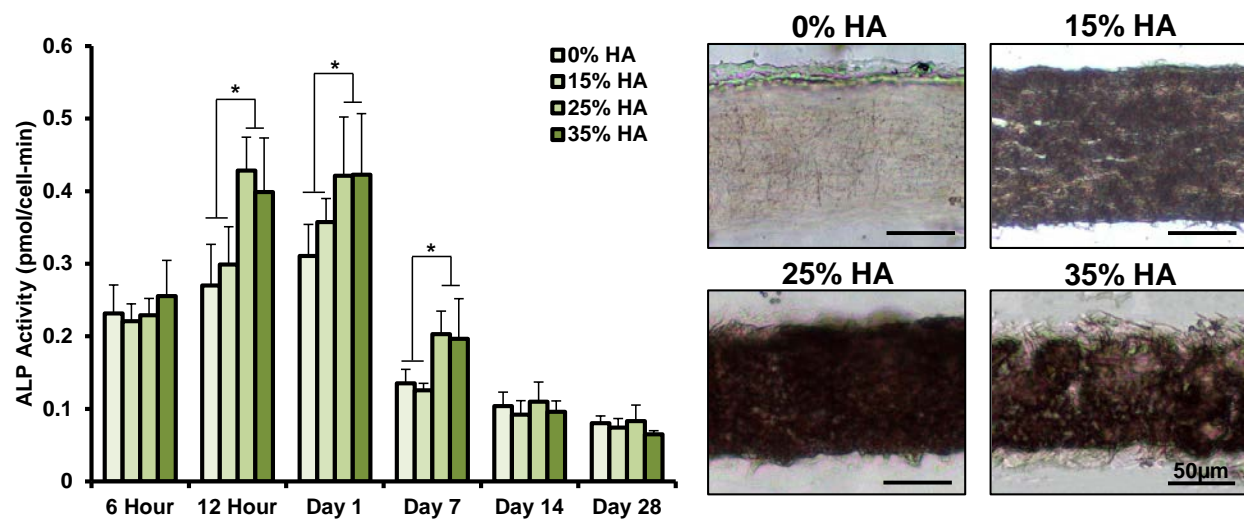 ALP Activity (pmol/cell-min)
0.6
0.5
0.4
0.3
0.2
0.1
0
*
*
*
0% HA
15% HA
25% HA
35% HA
6 Hour 12 Hour Day 1 Day 7 Day 14 Day 28
0% HA 15% HA
25% HA 35% HA
50µm